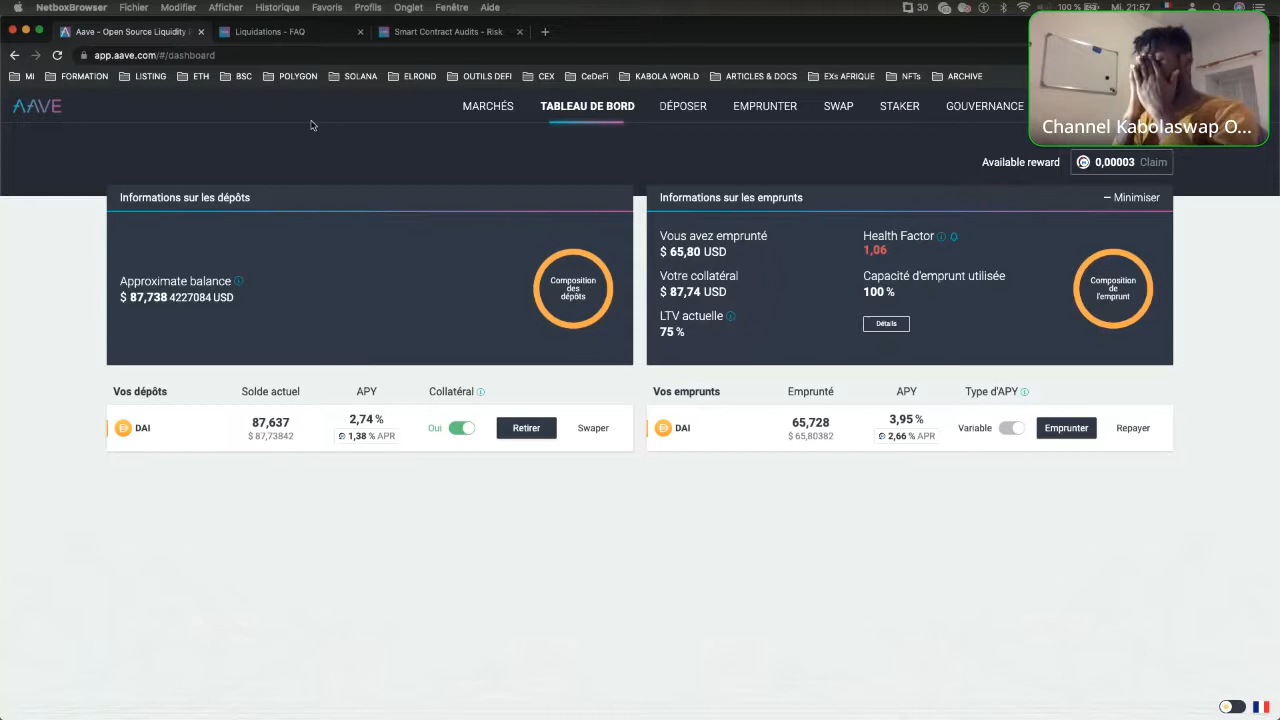 NetboxBrowser Fichier Modifier Afficher Historique Favoris Profils Onglet Fenêtre Aide
30 100 % Mi. 21:57
Aave - Open Source Liquidity
Liquidations - FAQ
Smart Contract Audits - Risk
app.aave.com/#/dashboard
MI FORMATION LISTING ETH BSC POLYGON SOLANA ELROND OUTILS DEFI CEX CeDeFi KABOLA WORLD ARTICLES & DOCS EXs AFRIQUE NFTs ARCHIVE
AAVE
MARCHÉS TABLEAU DE BORD DÉPOSER EMPRUNTER SWAP STAKER GOUVERNANCE
Channel Kabolaswap O...
Available reward 0,00003 Claim
Informations sur les dépôts
Approximate balance
$ 87,738 4227084 USD
Composition
des
dépôts
Informations sur les emprunts
– Minimiser
Vous avez emprunté
$ 65,80 USD
Votre collatéral
$ 87,74 USD
LTV actuelle
75 %
Health Factor
1,06
Capacité d'emprunt utilisée
100 %
Détails
Composition
de
l'emprunt
Vos dépôts Solde actuel APY Collatéral
DAI 87,637 2,74 % Oui Retirer Swaper
$ 87,73842 1,38 % APR
Vos emprunts Emprunté APY Type d'APY
DAI 65,728 3,95 % Variable Emprunter Repayer
$ 65,80382 2,66 % APR